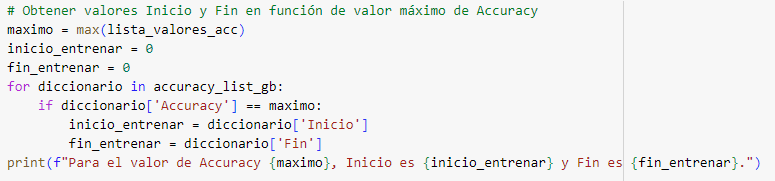 # Obtener valores Inicio y Fin en función de valor máximo de Accuracy
maximo = max(lista_valores_acc)
inicio_entrenar = 0
fin_entrenar = 0
for diccionario in accuracy_list_gb:
    if diccionario['Accuracy'] == maximo:
        inicio_entrenar = diccionario['Inicio']
        fin_entrenar = diccionario['Fin']
print(f"Para el valor de Accuracy {maximo}, Inicio es {inicio_entrenar} y Fin es {fin_entrenar}.")